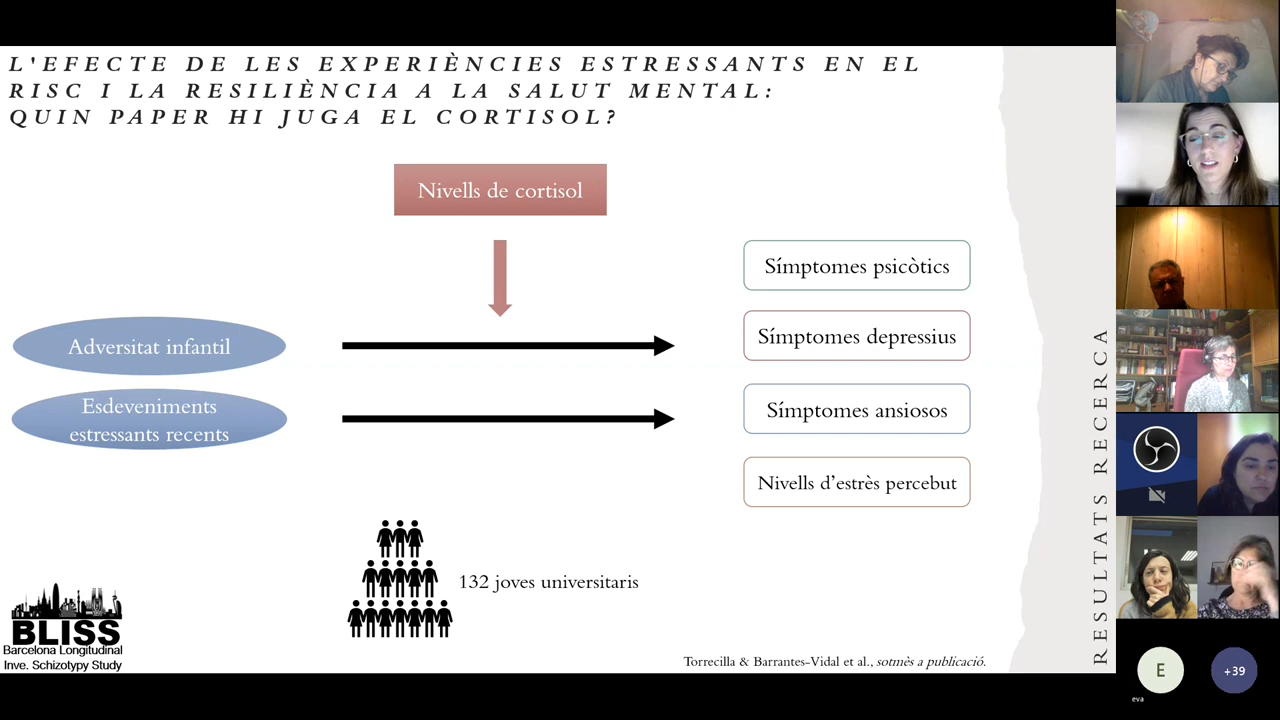 L'EFECTE DE LES EXPERIÈNCIES ESTRESSANTS EN EL
RISC I LA RESILIÈNCIA A LA SALUT MENTAL:
QUIN PAPER HI JUGA EL CORTISOL?
Nivells de cortisol
Adversitat infantil
Esdeveniments
estressants recents
Símptomes psicòtics
Símptomes depressius
Símptomes ansiosos
Nivells d'estrès percebut
132 joves universitaris
BLISS
Barcelona Longitudinal
Inve. Schizotypy Study
Torrecilla & Barrantes-Vidal et al., sotmès a publicació.
RESULTATS RECERCA
E
eva
+39